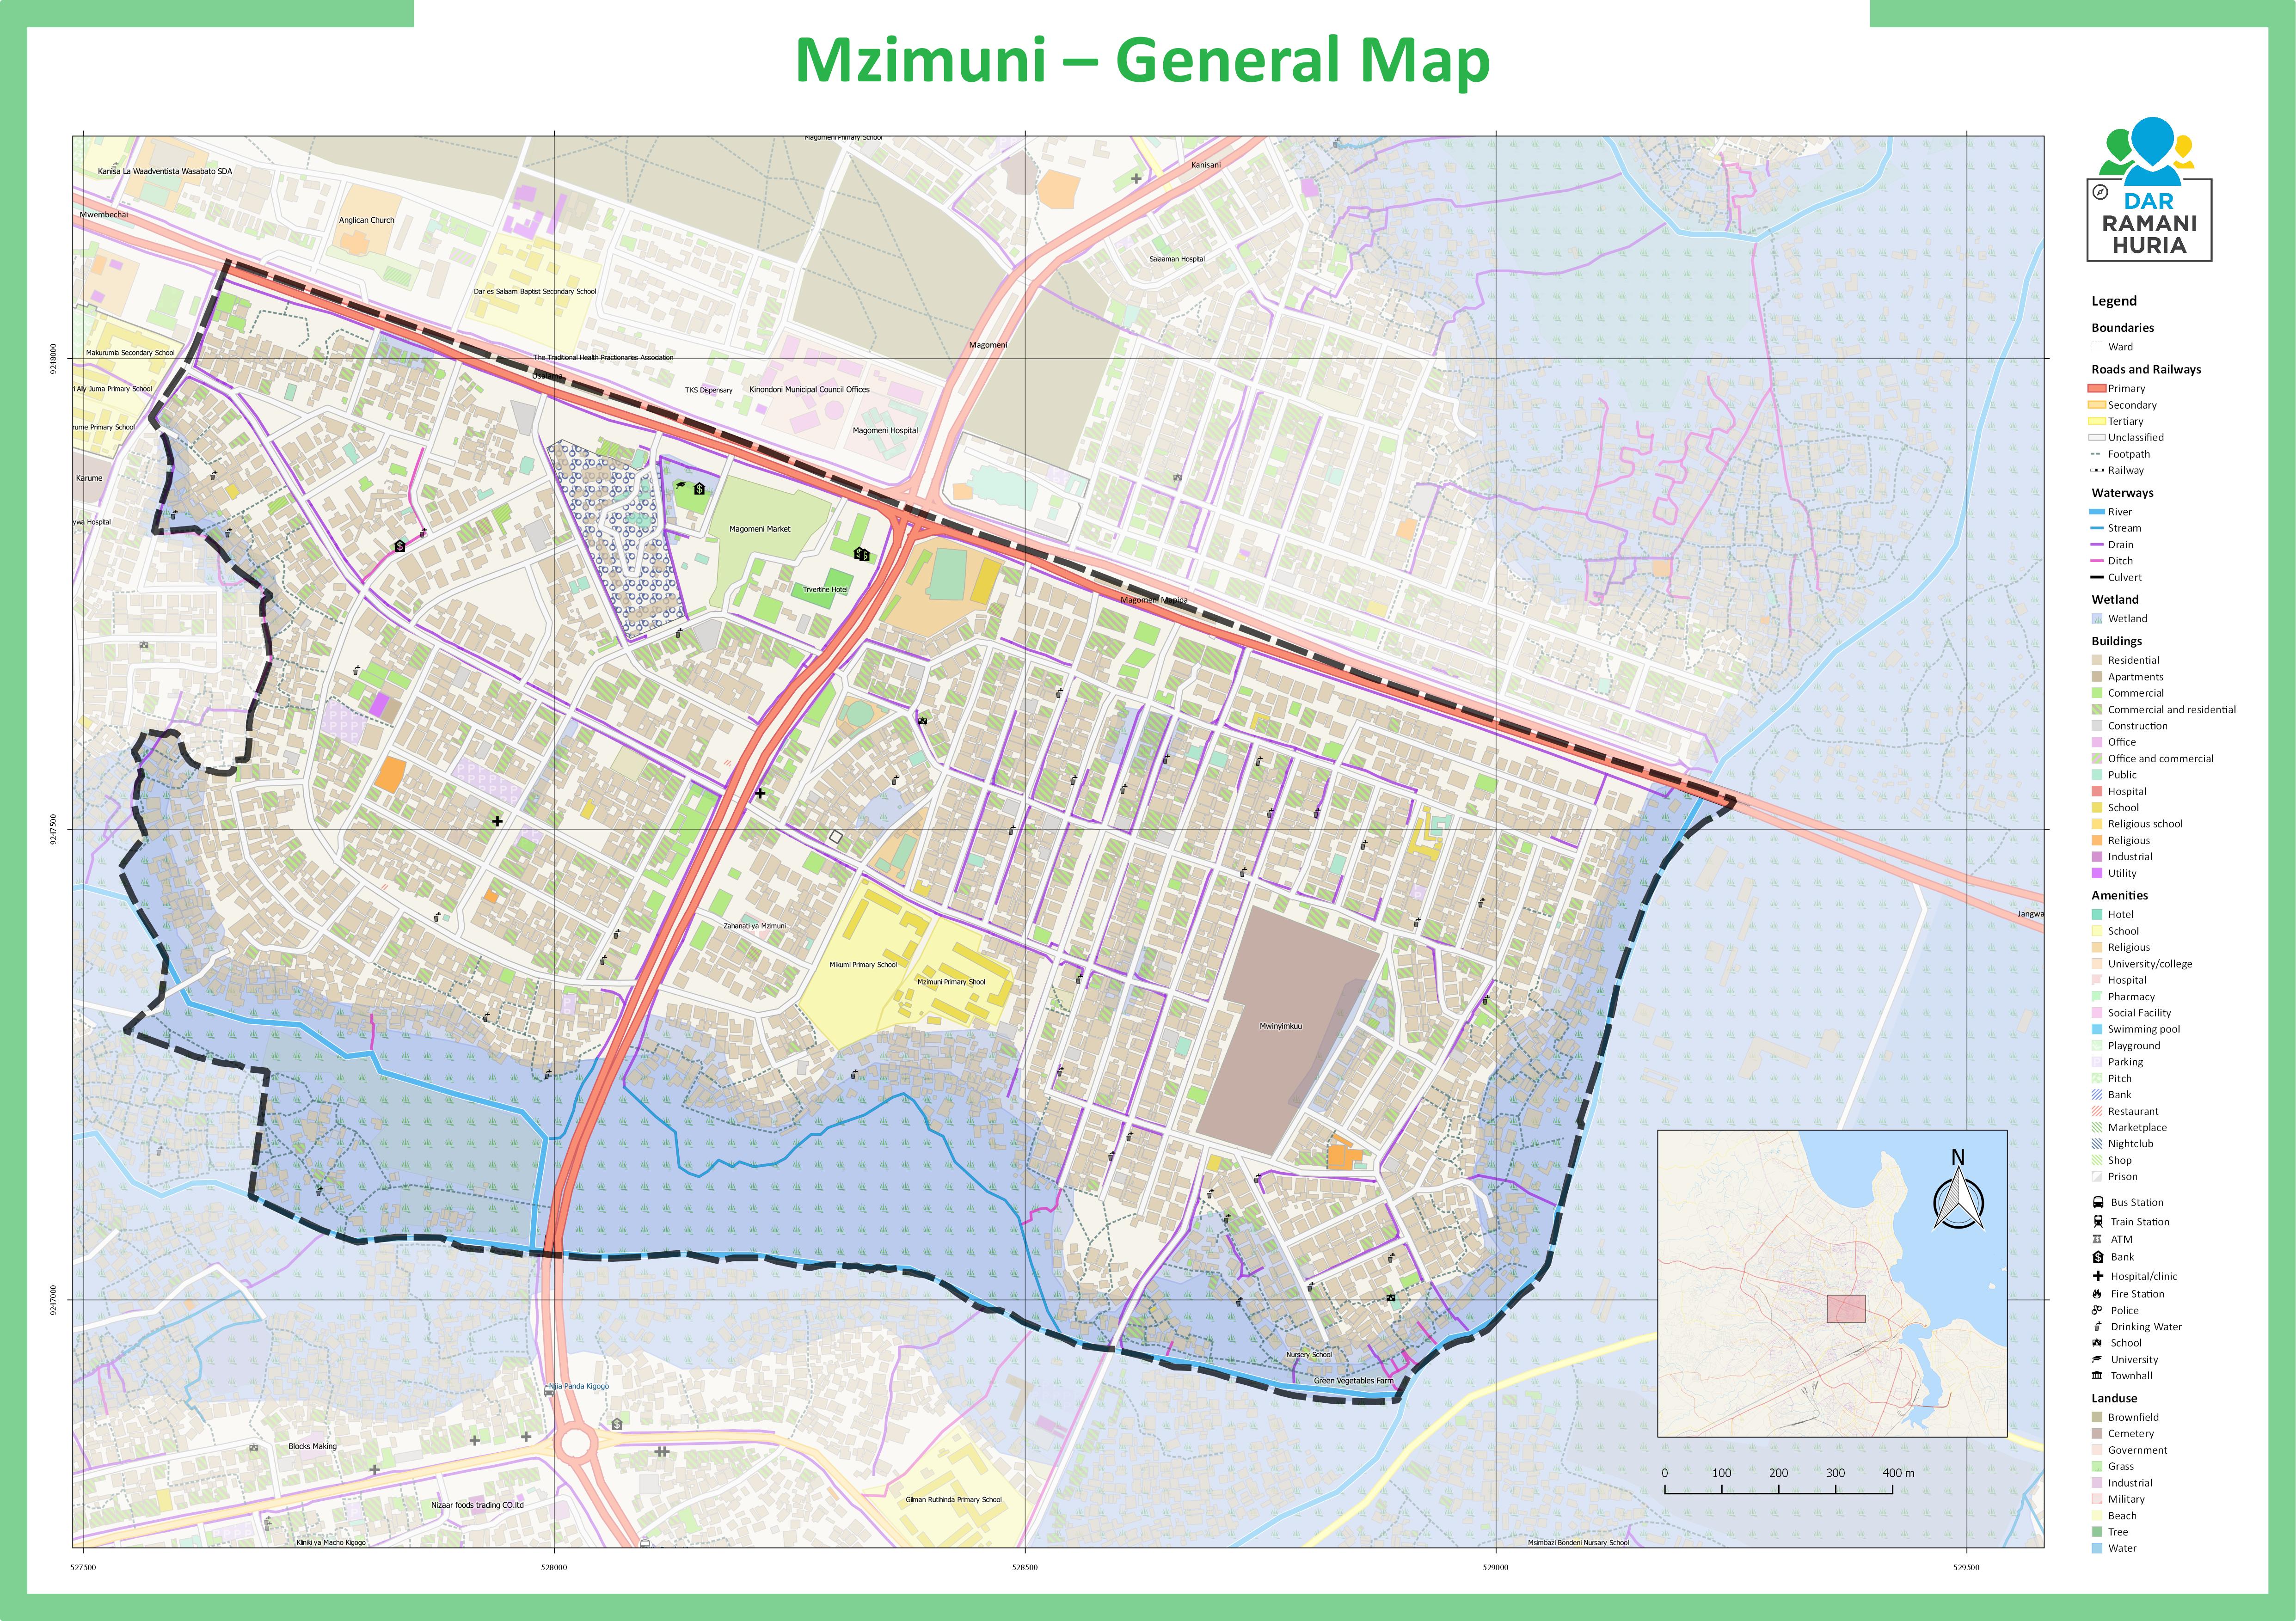 Mzimuni – General Map
DAR
RAMANI
HURIA
Magomeni Primary School
Kanisani
Kanisa La Waadventista Wasabato SDA
Mwembechai
Anglican Church
Salaaman Hospital
Dar es Salaam Baptist Secondary School
Magomeni
Makurumla Secondary School
The Traditional Health Practionaries Association
Usalama
i Ally Juma Primary School
TKS Dispensary
Kinondoni Municipal Council Offices
rume Primary School
Magomeni Hospital
Karume
ywa Hospital
Magomeni Market
Trvertine Hotel
Magomeni Mapipa
Jangwa
Zahanati ya Mzimuni
Mikumi Primary School
Mzimuni Primary Shool
Mwinyimkuu
Nursery School
Green Vegetables Farm
Njia Panda Kigogo
Blocks Making
Nizaar foods trading CO.ltd
Gilman Rutihinda Primary School
Kliniki ya Macho Kigogo
Msimbazi Bondeni Nursary School
9248000
9247500
9247000
527500
528000
528500
529000
529500
N
0 100 200 300 400 m
Legend
Boundaries
Ward
Roads and Railways
Primary
Secondary
Tertiary
Unclassified
Footpath
Railway
Waterways
River
Stream
Drain
Ditch
Culvert
Wetland
Wetland
Buildings
Residential
Apartments
Commercial
Commercial and residential
Construction
Office
Office and commercial
Public
Hospital
School
Religious school
Religious
Industrial
Utility
Amenities
Hotel
School
Religious
University/college
Hospital
Pharmacy
Social Facility
Swimming pool
Playground
Parking
Pitch
Bank
Restaurant
Marketplace
Nightclub
Shop
Prison
Bus Station
Train Station
ATM
Bank
Hospital/clinic
Fire Station
Police
Drinking Water
School
University
Townhall
Landuse
Brownfield
Cemetery
Government
Grass
Industrial
Military
Beach
Tree
Water